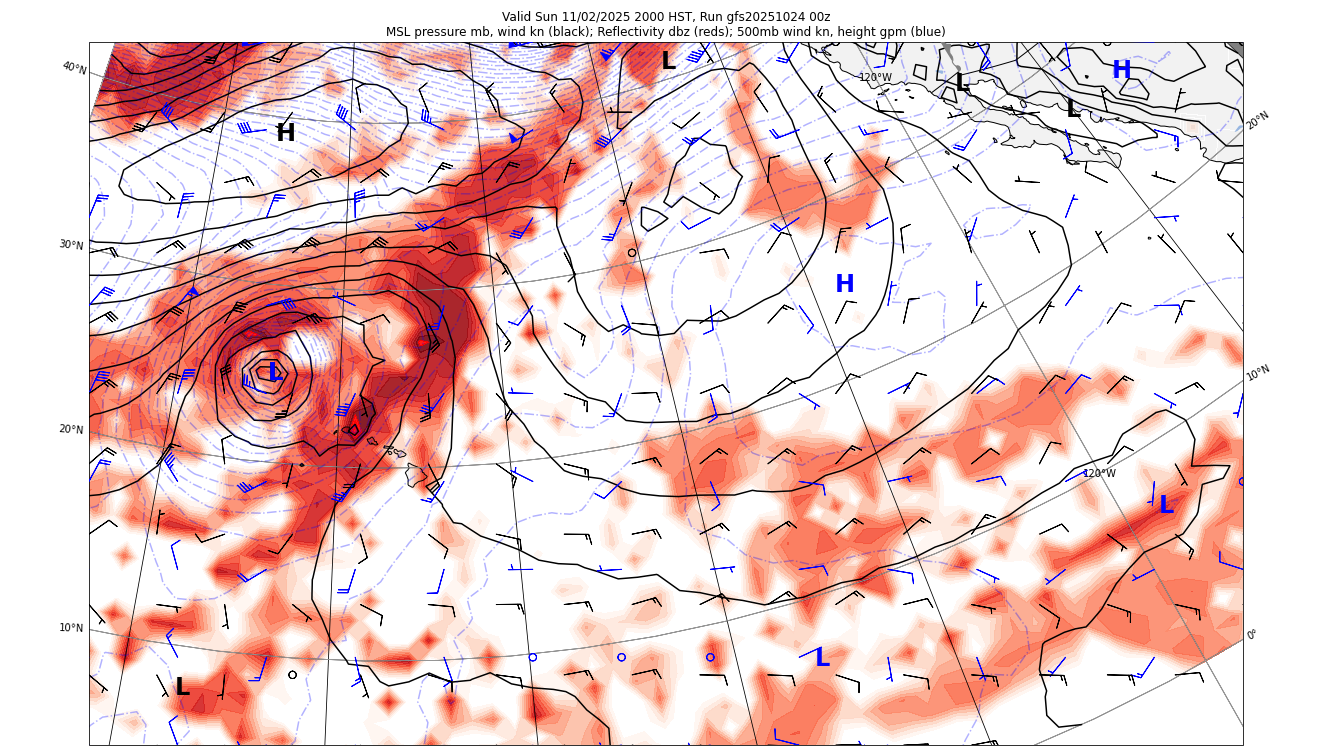 Valid Sun 11/02/2025 2000 HST, Run gfs20251024 00z
MSL pressure mb, wind kn (black); Reflectivity dbz (reds); 500mb wind kn, height gpm (blue)
40°N
L
H
120°W
L
L
20°N
H
30°N
H
L
10°N
20°N
120°W
L
10°N
0°
L
L